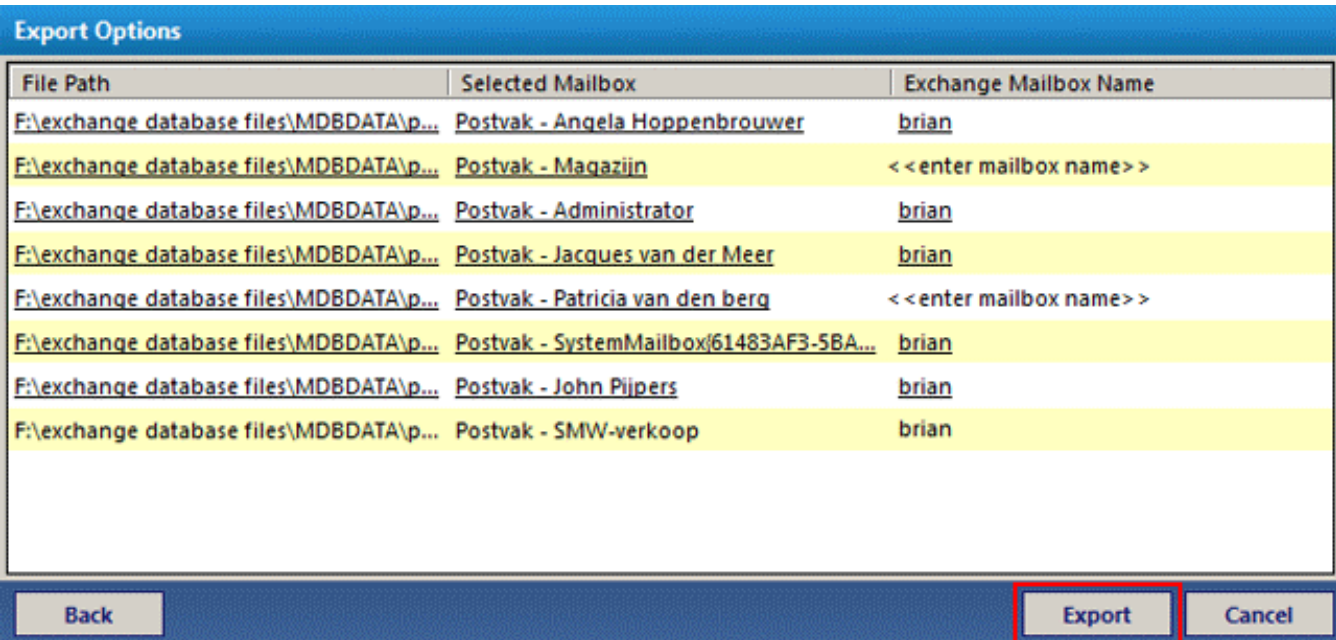 Export Options
File Path Selected Mailbox Exchange Mailbox Name
F:\exchange database files\MDBDATA\p... Postvak - Angela Hoppenbrouwer brian
F:\exchange database files\MDBDATA\p... Postvak - Magazijn <<enter mailbox name>>
F:\exchange database files\MDBDATA\p... Postvak - Administrator brian
F:\exchange database files\MDBDATA\p... Postvak - Jacques van der Meer brian
F:\exchange database files\MDBDATA\p... Postvak - Patricia van den berg <<enter mailbox name>>
F:\exchange database files\MDBDATA\p... Postvak - SystemMailbox{61483AF3-5BA... brian
F:\exchange database files\MDBDATA\p... Postvak - John Pijpers brian
F:\exchange database files\MDBDATA\p... Postvak - SMW-verkoop brian
Back Export Cancel